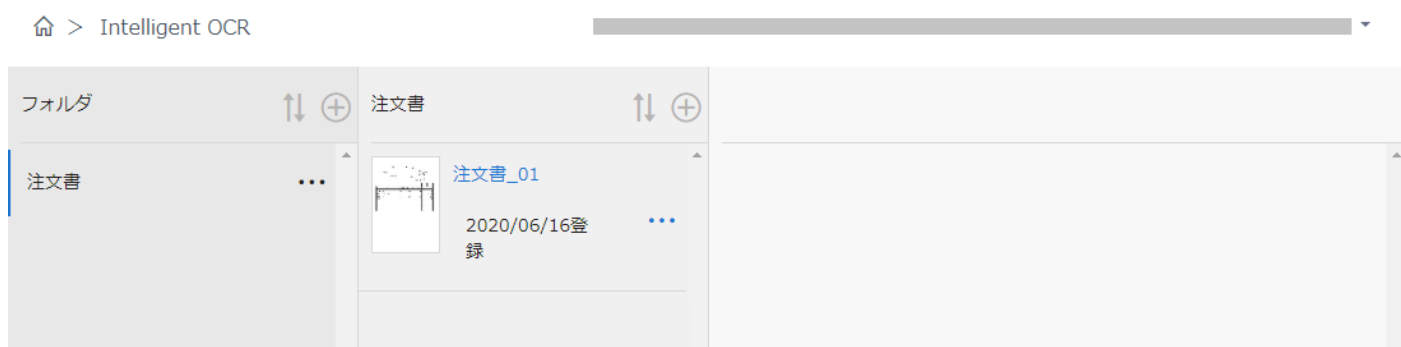 > Intelligent OCR
フォルダ
注文書
注文書
注文書_01
2020/06/16登
録